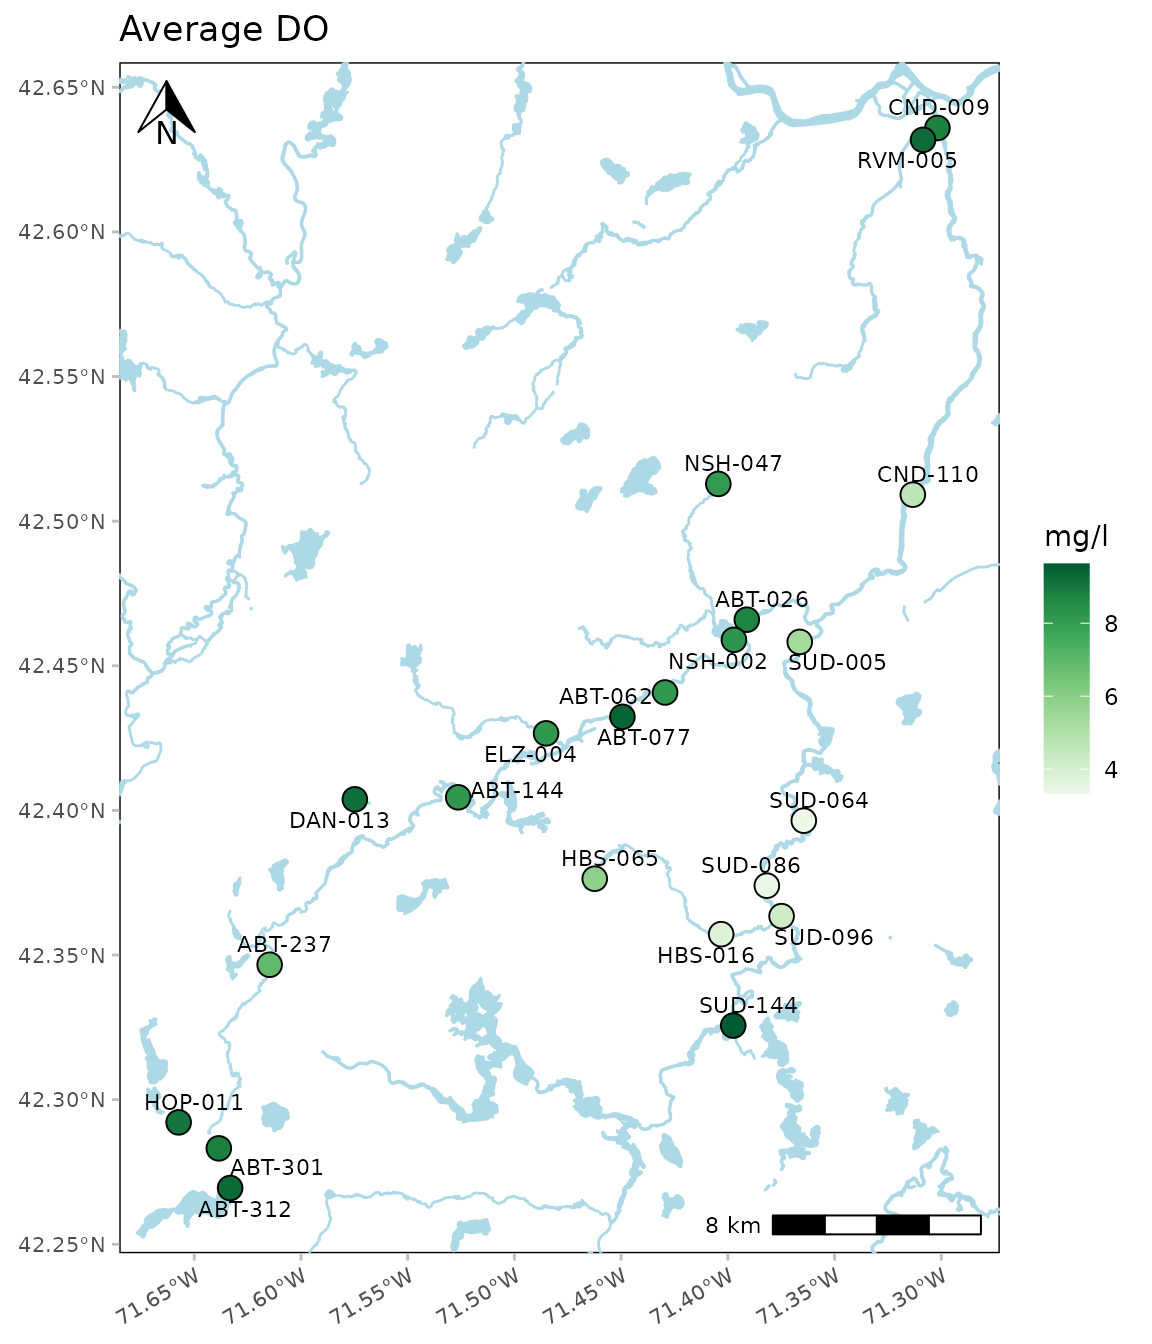 Average DO
42.65°N
42.60°N
42.55°N
42.50°N
42.45°N
42.40°N
42.35°N
42.30°N
42.25°N
N
CND-009
RVM-005
NSH-047
CND-110
ABT-026
NSH-002
SUD-005
ABT-062
ABT-077
ELZ-004
ABT-144
DAN-013
SUD-064
HBS-065
SUD-086
SUD-096
HBS-016
ABT-237
SUD-144
HOP-011
ABT-301
ABT-312
8 km
71.65°W
71.60°W
71.55°W
71.50°W
71.45°W
71.40°W
71.35°W
71.30°W
mg/l
8
6
4